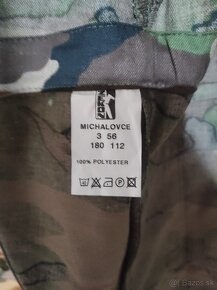 MICHALOVCE
3 56
180 112
100% POLYESTER
Bazos.sk